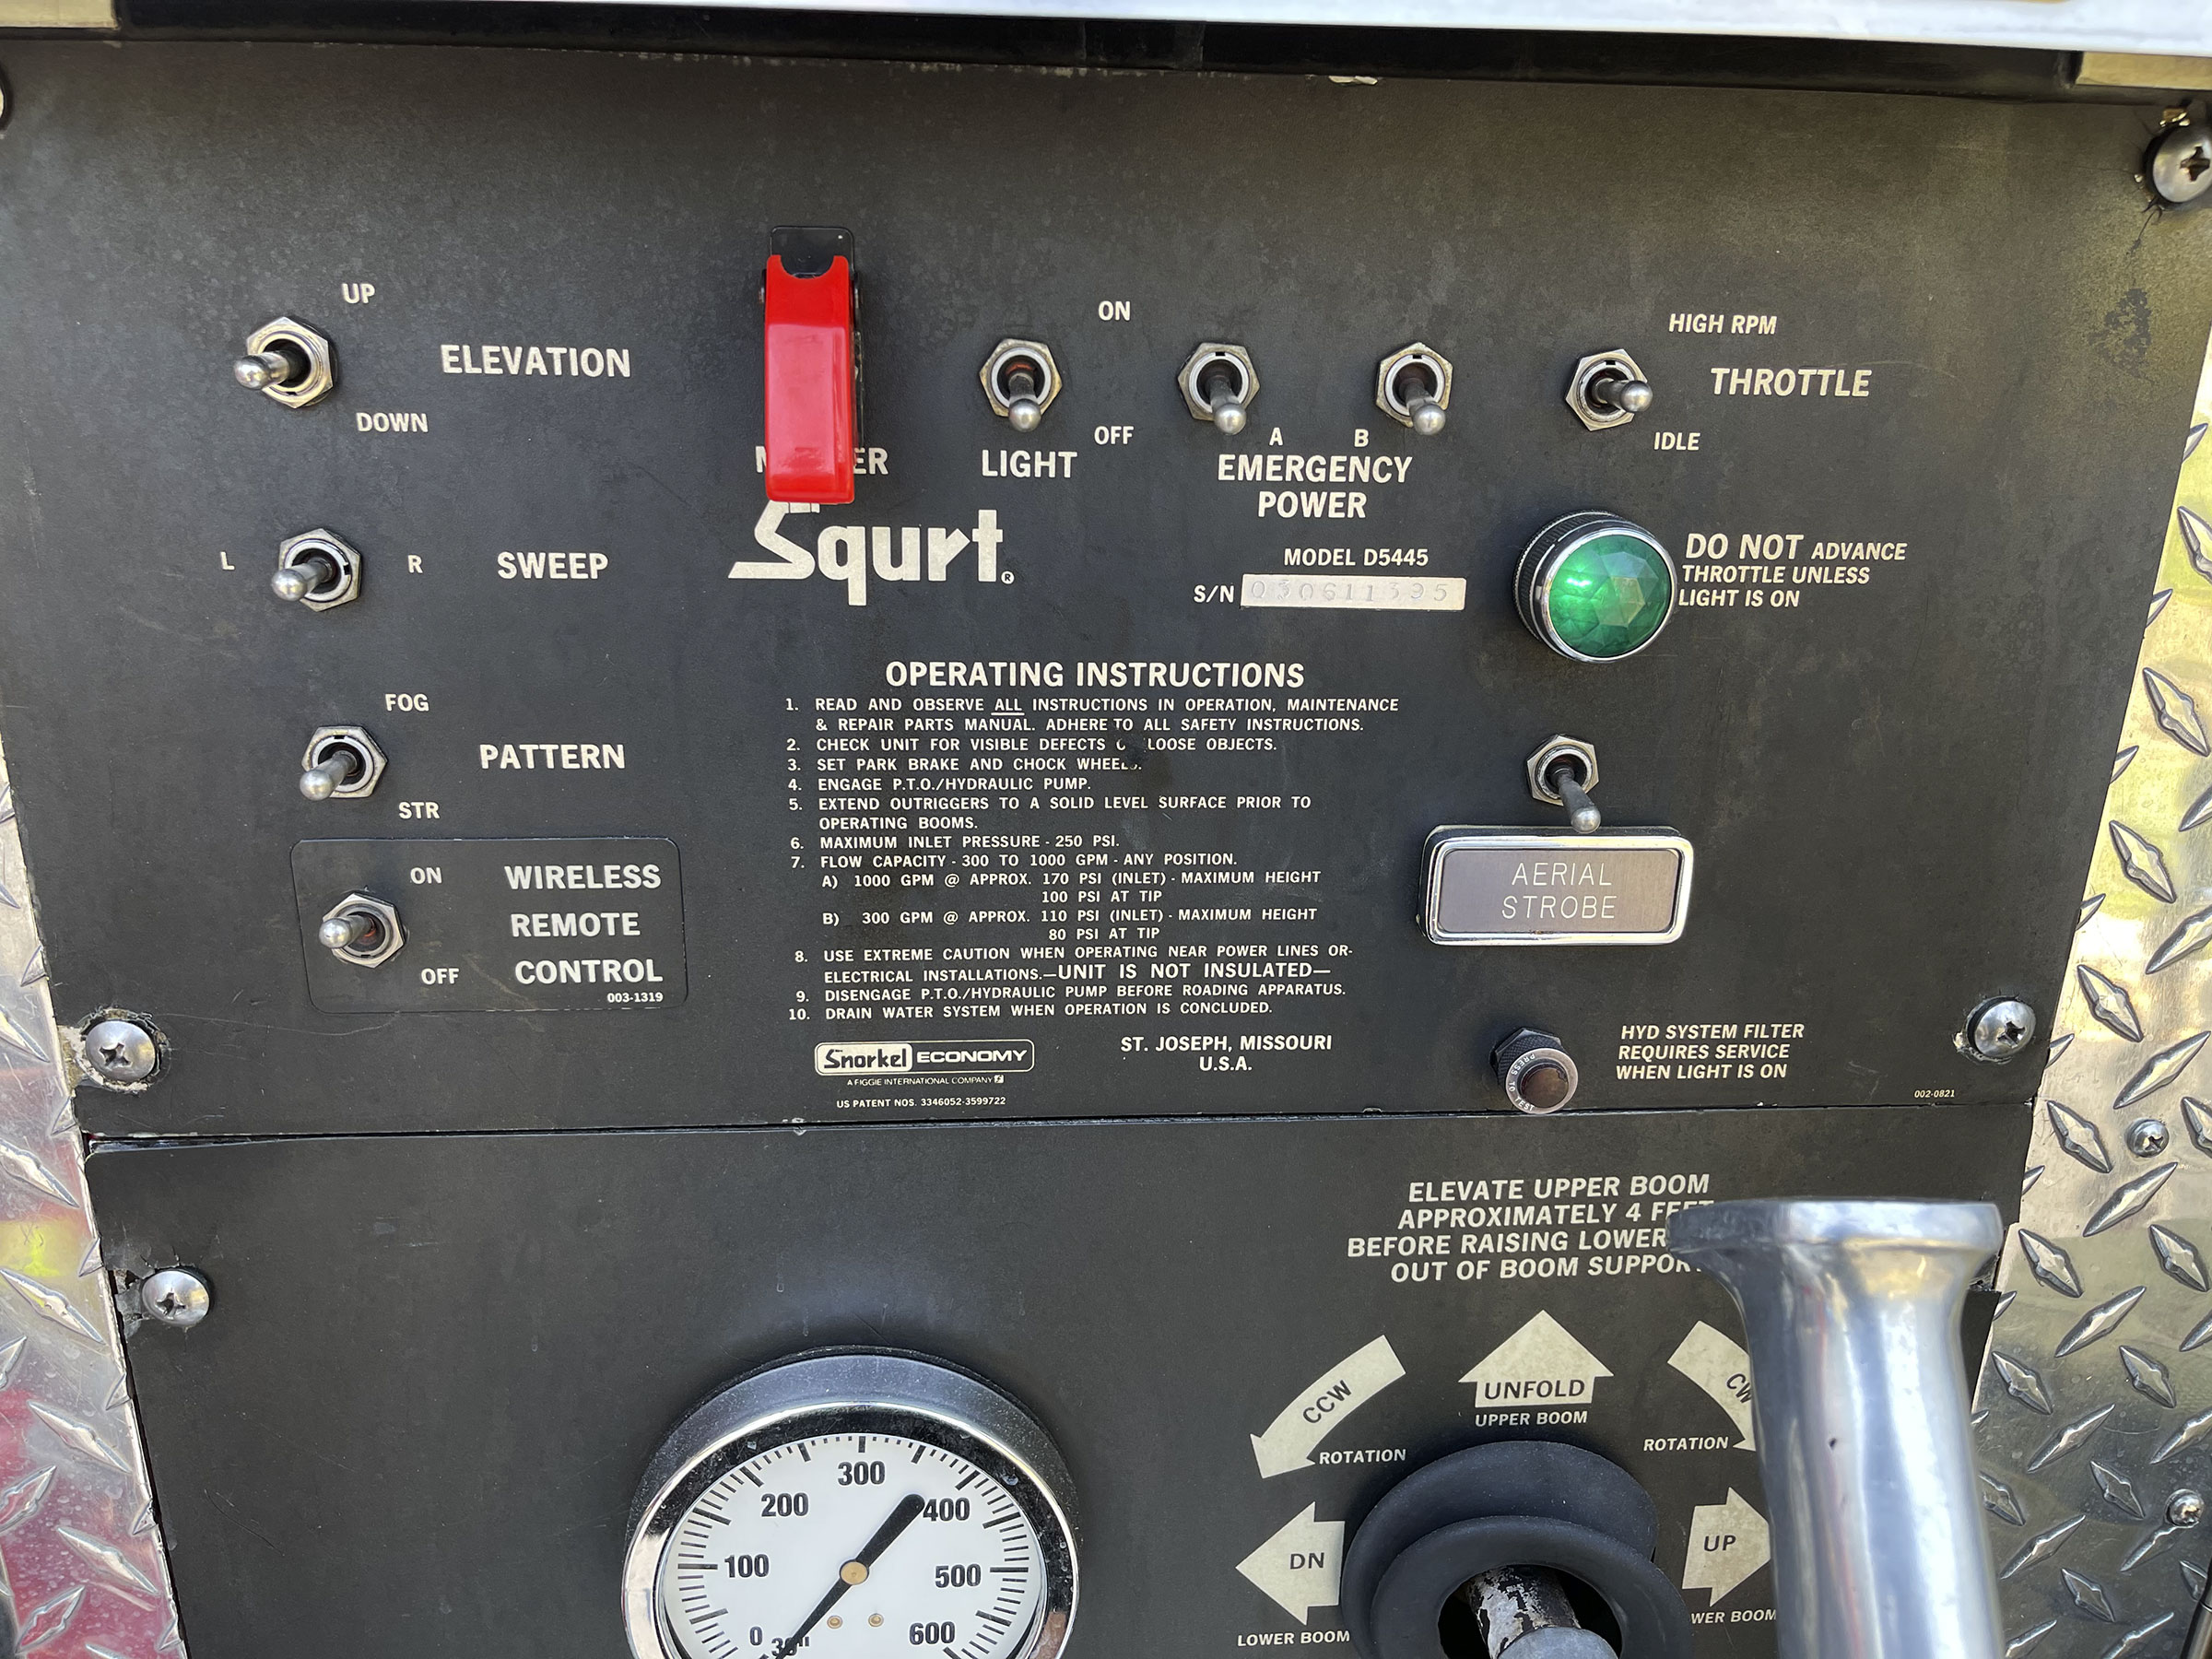 UP
ELEVATION
DOWN
ON
LIGHT
OFF
A B
EMERGENCY
POWER
HIGH RPM
THROTTLE
IDLE
L R SWEEP
Squrt®
MODEL D5445
S/N
DO NOT ADVANCE
THROTTLE UNLESS
LIGHT IS ON
FOG
PATTERN
STR
OPERATING INSTRUCTIONS
1. READ AND OBSERVE ALL INSTRUCTIONS IN OPERATION, MAINTENANCE
& REPAIR PARTS MANUAL. ADHERE TO ALL SAFETY INSTRUCTIONS.
2. CHECK UNIT FOR VISIBLE DEFECTS LOOSE OBJECTS.
3. SET PARK BRAKE AND CHOCK WHEELS.
4. ENGAGE P.T.O./HYDRAULIC PUMP.
5. EXTEND OUTRIGGERS TO A SOLID LEVEL SURFACE PRIOR TO
OPERATING BOOMS.
6. MAXIMUM INLET PRESSURE - 250 PSI.
7. FLOW CAPACITY - 300 TO 1000 GPM - ANY POSITION.
A) 1000 GPM @ APPROX. 170 PSI (INLET) - MAXIMUM HEIGHT
100 PSI AT TIP
B) 300 GPM @ APPROX. 110 PSI (INLET) - MAXIMUM HEIGHT
80 PSI AT TIP
8. USE EXTREME CAUTION WHEN OPERATING NEAR POWER LINES OR-
ELECTRICAL INSTALLATIONS.—UNIT IS NOT INSULATED—
9. DISENGAGE P.T.O./HYDRAULIC PUMP BEFORE ROADING APPARATUS.
10. DRAIN WATER SYSTEM WHEN OPERATION IS CONCLUDED.
ON
WIRELESS
REMOTE
CONTROL
OFF
003-1319
AERIAL
STROBE
Snorkel ECONOMY
A FIGGIE INTERNATIONAL COMPANY
US PATENT NOS. 3346052-3599722
ST. JOSEPH, MISSOURI
U.S.A.
PRESS TO TEST
HYD SYSTEM FILTER
REQUIRES SERVICE
WHEN LIGHT IS ON
002-0821
ELEVATE UPPER BOOM
APPROXIMATELY 4 FEET
BEFORE RAISING LOWER
OUT OF BOOM SUPPORT
CCW
ROTATION
UNFOLD
UPPER BOOM
CW
ROTATION
DN
LOWER BOOM
UP
BOOM
0
100
200
300
400
500
600